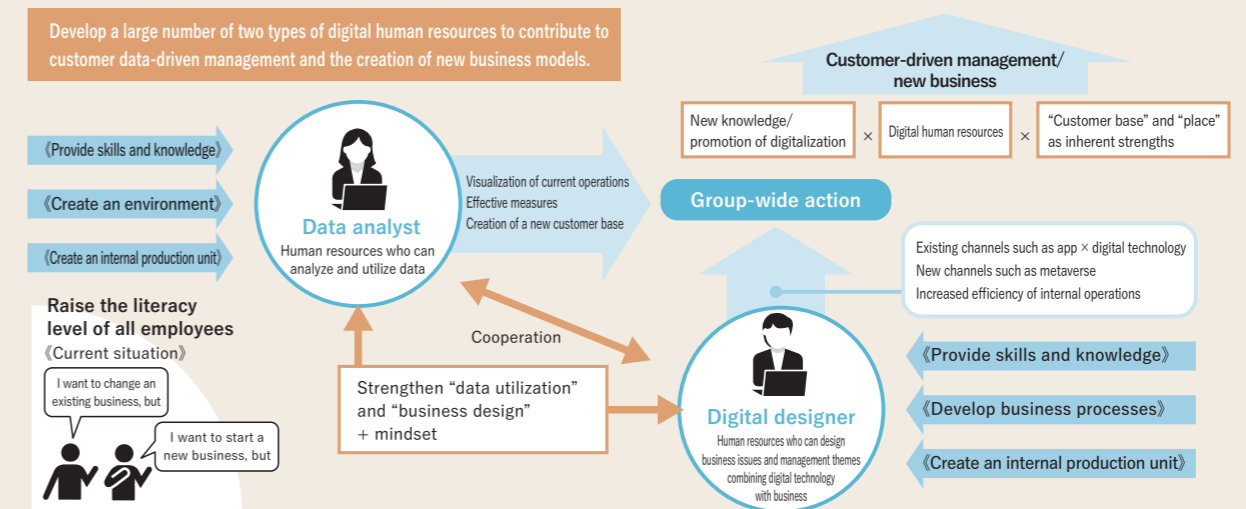 Develop a large number of two types of digital human resources to contribute to
customer data-driven management and the creation of new business models.
《Provide skills and knowledge》
《Create an environment》
《Create an internal production unit》
Data analyst
Human resources who can
analyze and utilize data
Visualization of current operations
Effective measures
Creation of a new customer base
Customer-driven management/
new business
New knowledge/
promotion of digitalization
×
Digital human resources
×
“Customer base” and “place”
as inherent strengths
Group-wide action
Existing channels such as app × digital technology
New channels such as metaverse
Increased efficiency of internal operations
Raise the literacy
level of all employees
《Current situation》
I want to change an
existing business, but
I want to start a
new business, but
Cooperation
Strengthen “data utilization”
and “business design”
+ mindset
Digital designer
Human resources who can design
business issues and management themes
combining digital technology
with business
《Provide skills and knowledge》
《Develop business processes》
《Create an internal production unit》